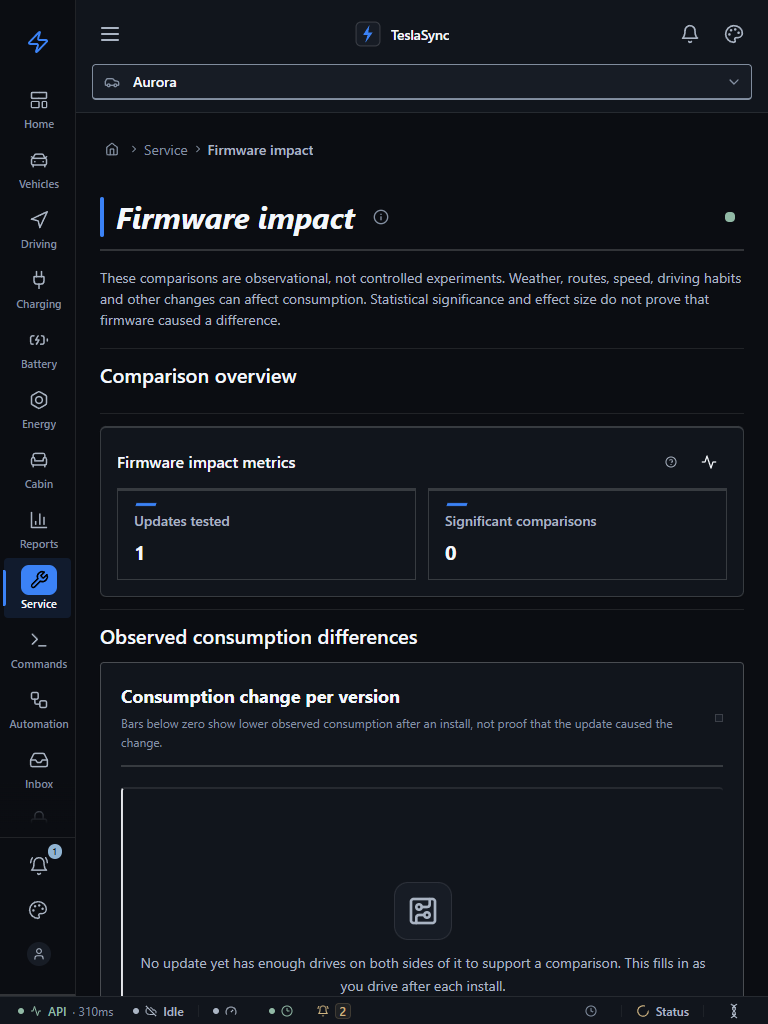 TeslaSync
Aurora
Home
Vehicles
Driving
Charging
Battery
Energy
Cabin
Reports
Service
Commands
Automation
Inbox
1
Service
Firmware impact
Firmware impact
These comparisons are observational, not controlled experiments. Weather, routes, speed, driving habits
and other changes can affect consumption. Statistical significance and effect size do not prove that
firmware caused a difference.
Comparison overview
Firmware impact metrics
Updates tested
1
Significant comparisons
0
Observed consumption differences
Consumption change per version
Bars below zero show lower observed consumption after an install, not proof that the update caused the
change.
No update yet has enough drives on both sides of it to support a comparison. This fills in as
you drive after each install.
API · 310ms
Idle
2
Status